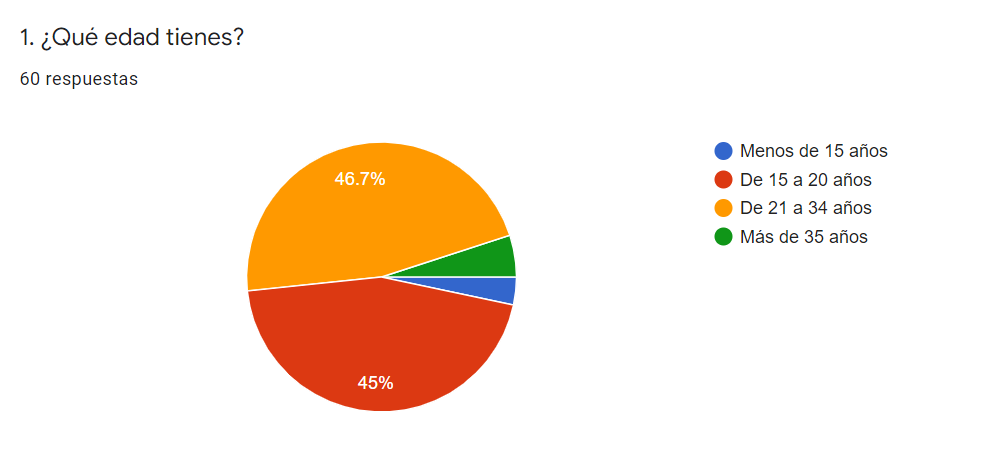 1. ¿Qué edad tienes?
60 respuestas
46.7%
45%
Menos de 15 años
De 15 a 20 años
De 21 a 34 años
Más de 35 años